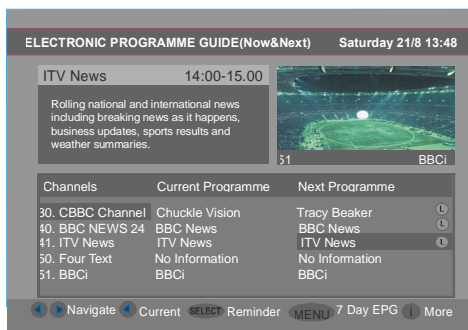 ELECTRONIC PROGRAMME GUIDE(Now&Next) Saturday 21/8 13:48
ITV News 14:00-15.00
Rolling national and international news
including breaking news as it happens,
business updates, sports results and
weather summaries.
51 BBCi
Channels Current Programme Next Programme
30. CBBC Channel Chuckle Vision Tracy Beaker L
40. BBC NEWS 24 BBC News BBC News L
41. ITV News ITV News ITV News L
50. Four Text No Information No Information
51. BBCi BBCi BBCi
Navigate Current SELECT Reminder MENU 7 Day EPG i More